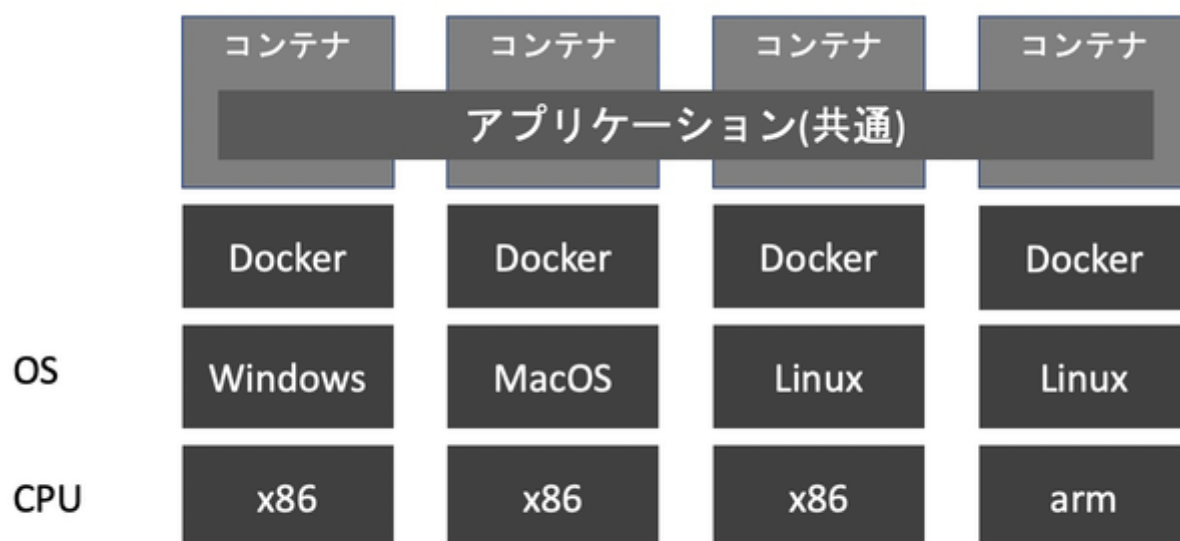 コンテナ コンテナ コンテナ コンテナ
アプリケーション(共通)
Docker Docker Docker Docker
OS Windows MacOS Linux Linux
CPU x86 x86 x86 arm